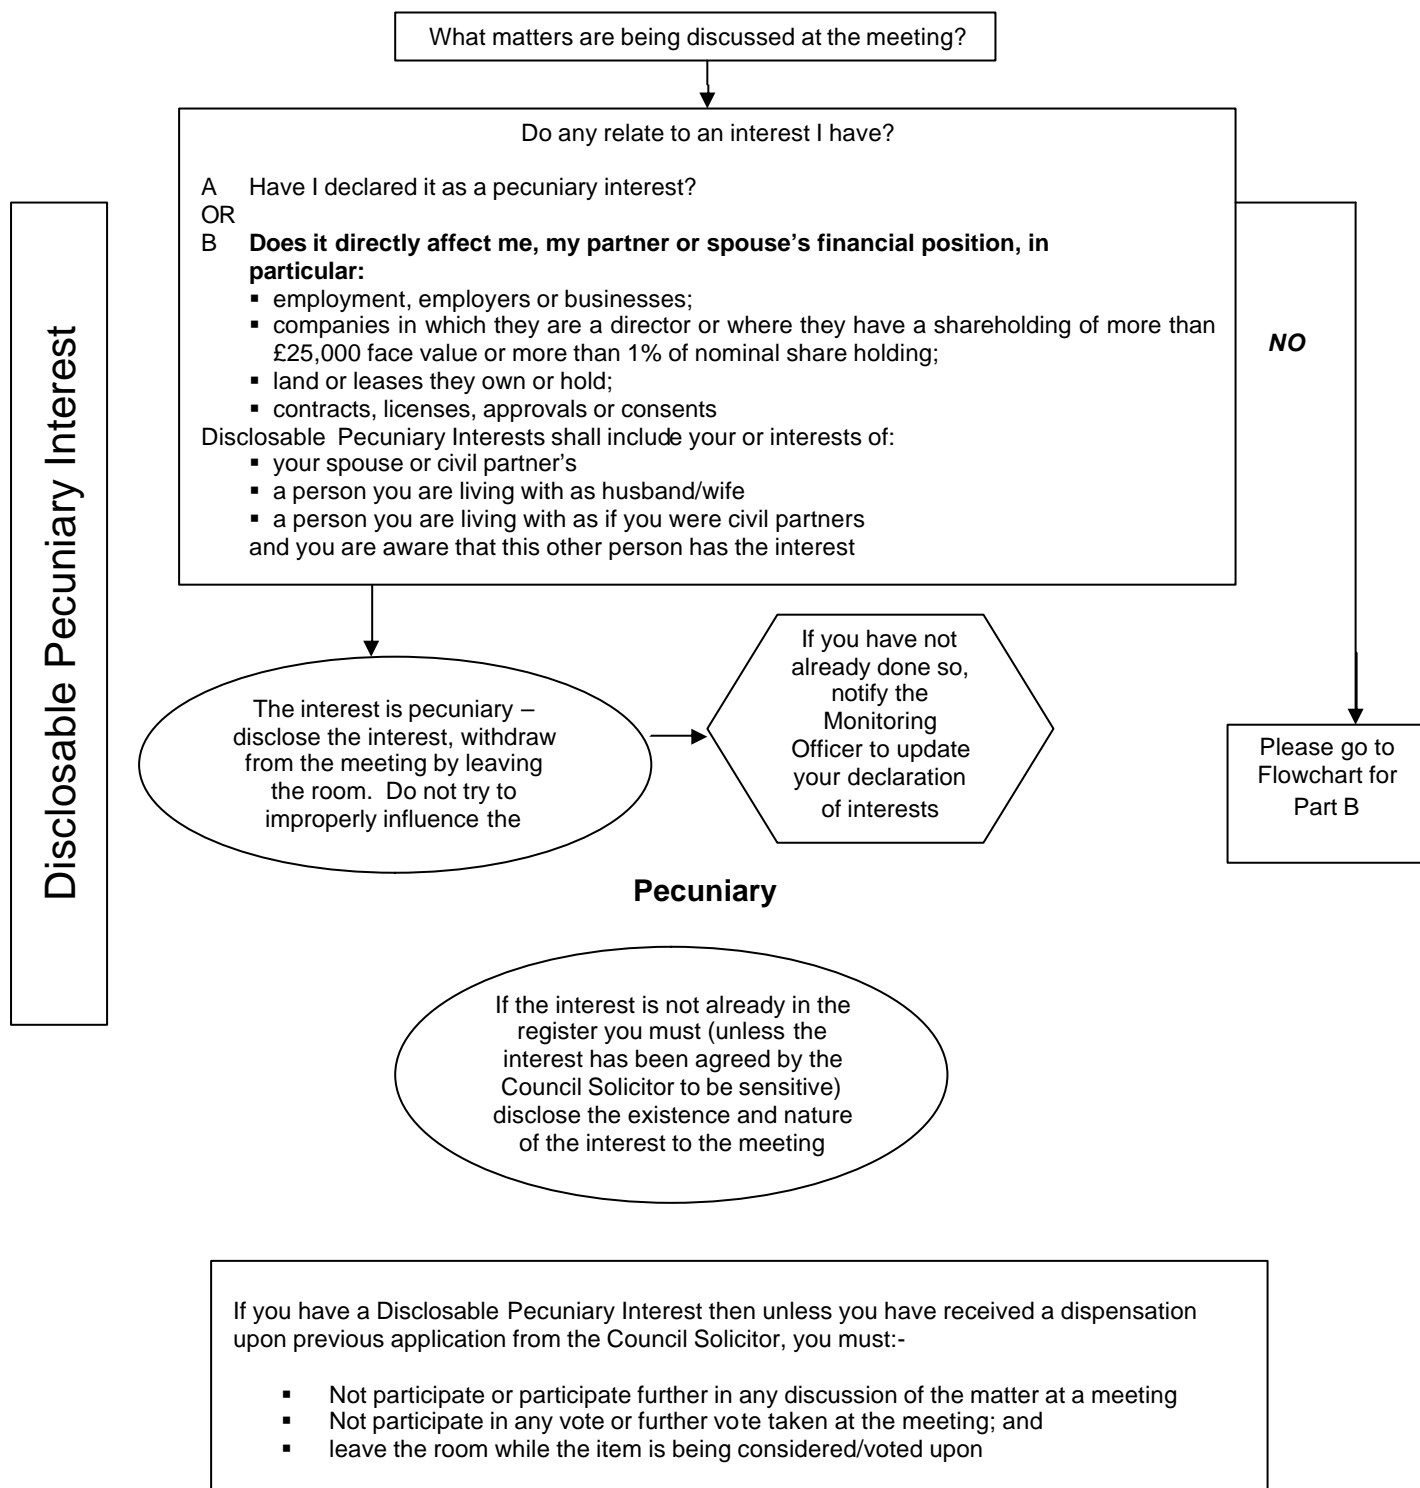 What matters are being discussed at the meeting?
Do any relate to an interest I have?
A Have I declared it as a pecuniary interest?
OR
B Does it directly affect me, my partner or spouse's financial position, in
particular:
▪ employment, employers or businesses;
▪ companies in which they are a director or where they have a shareholding of more than
£25,000 face value or more than 1% of nominal share holding;
▪ land or leases they own or hold;
▪ contracts, licenses, approvals or consents
Disclosable Pecuniary Interests shall include your or interests of:
▪ your spouse or civil partner's
▪ a person you are living with as husband/wife
▪ a person you are living with as if you were civil partners
and you are aware that this other person has the interest
NO
Disclosable Pecuniary Interest
The interest is pecuniary –
disclose the interest, withdraw
from the meeting by leaving
the room. Do not try to
improperly influence the
If you have not
already done so,
notify the
Monitoring
Officer to update
your declaration
of interests
Please go to
Flowchart for
Part B
Pecuniary
If the interest is not already in the
register you must (unless the
interest has been agreed by the
Council Solicitor to be sensitive)
disclose the existence and nature
of the interest to the meeting
If you have a Disclosable Pecuniary Interest then unless you have received a dispensation
upon previous application from the Council Solicitor, you must:-
▪ Not participate or participate further in any discussion of the matter at a meeting
▪ Not participate in any vote or further vote taken at the meeting; and
▪ leave the room while the item is being considered/voted upon